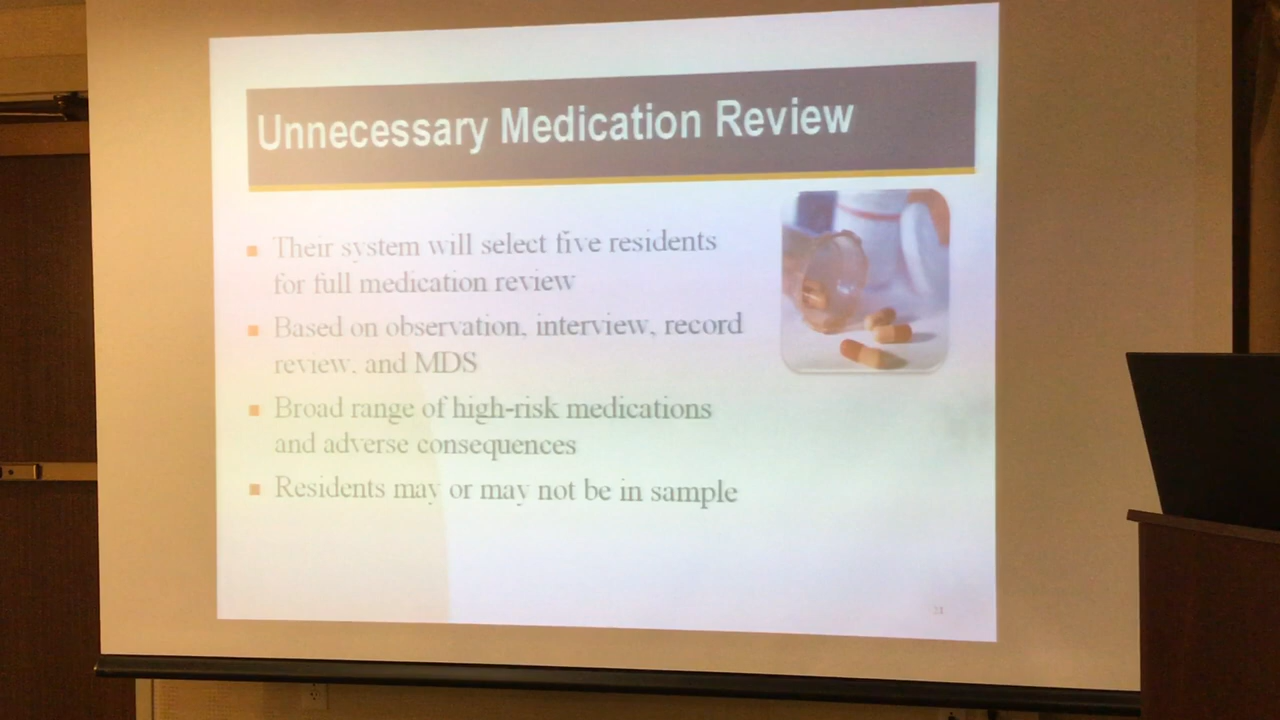 Unnecessary Medication Review
▪ Their system will select five residents
for full medication review
▪ Based on observation, interview, record
review, and MDS
▪ Broad range of high-risk medications
and adverse consequences
▪ Residents may or may not be in sample